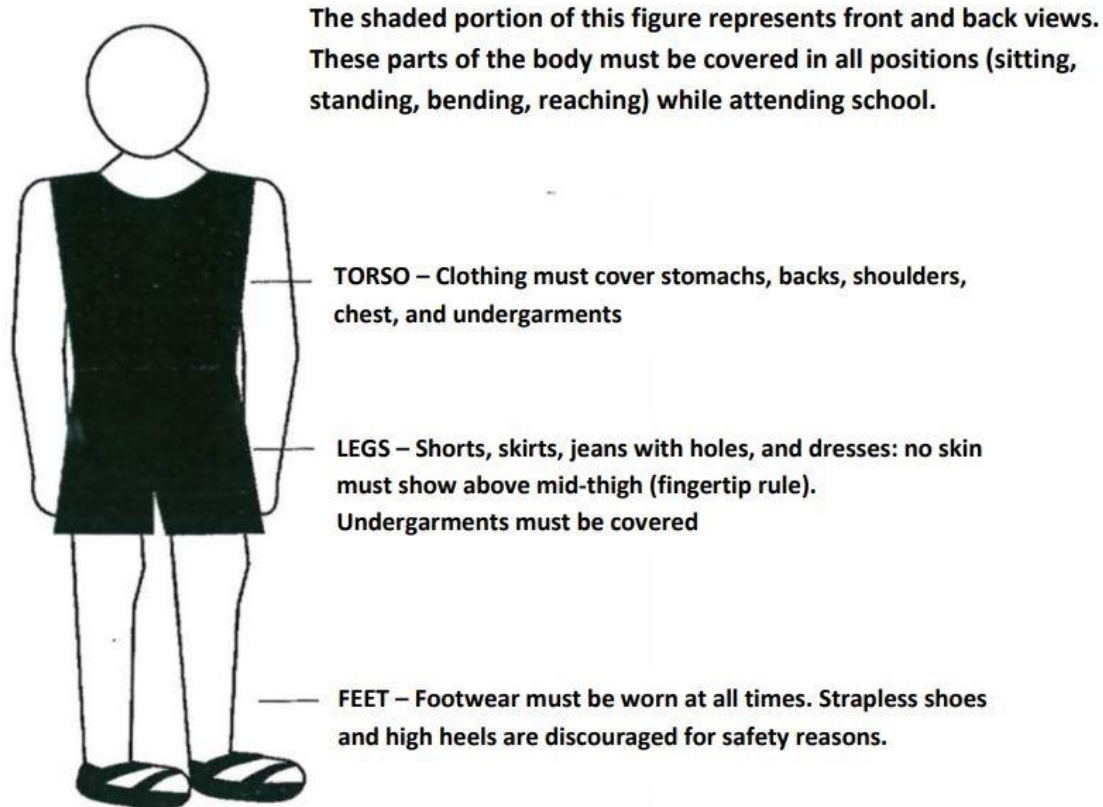 The shaded portion of this figure represents front and back views.
These parts of the body must be covered in all positions (sitting,
standing, bending, reaching) while attending school.
TORSO – Clothing must cover stomachs, backs, shoulders,
chest, and undergarments
LEGS – Shorts, skirts, jeans with holes, and dresses: no skin
must show above mid-thigh (fingertip rule).
Undergarments must be covered
FEET – Footwear must be worn at all times. Strapless shoes
and high heels are discouraged for safety reasons.